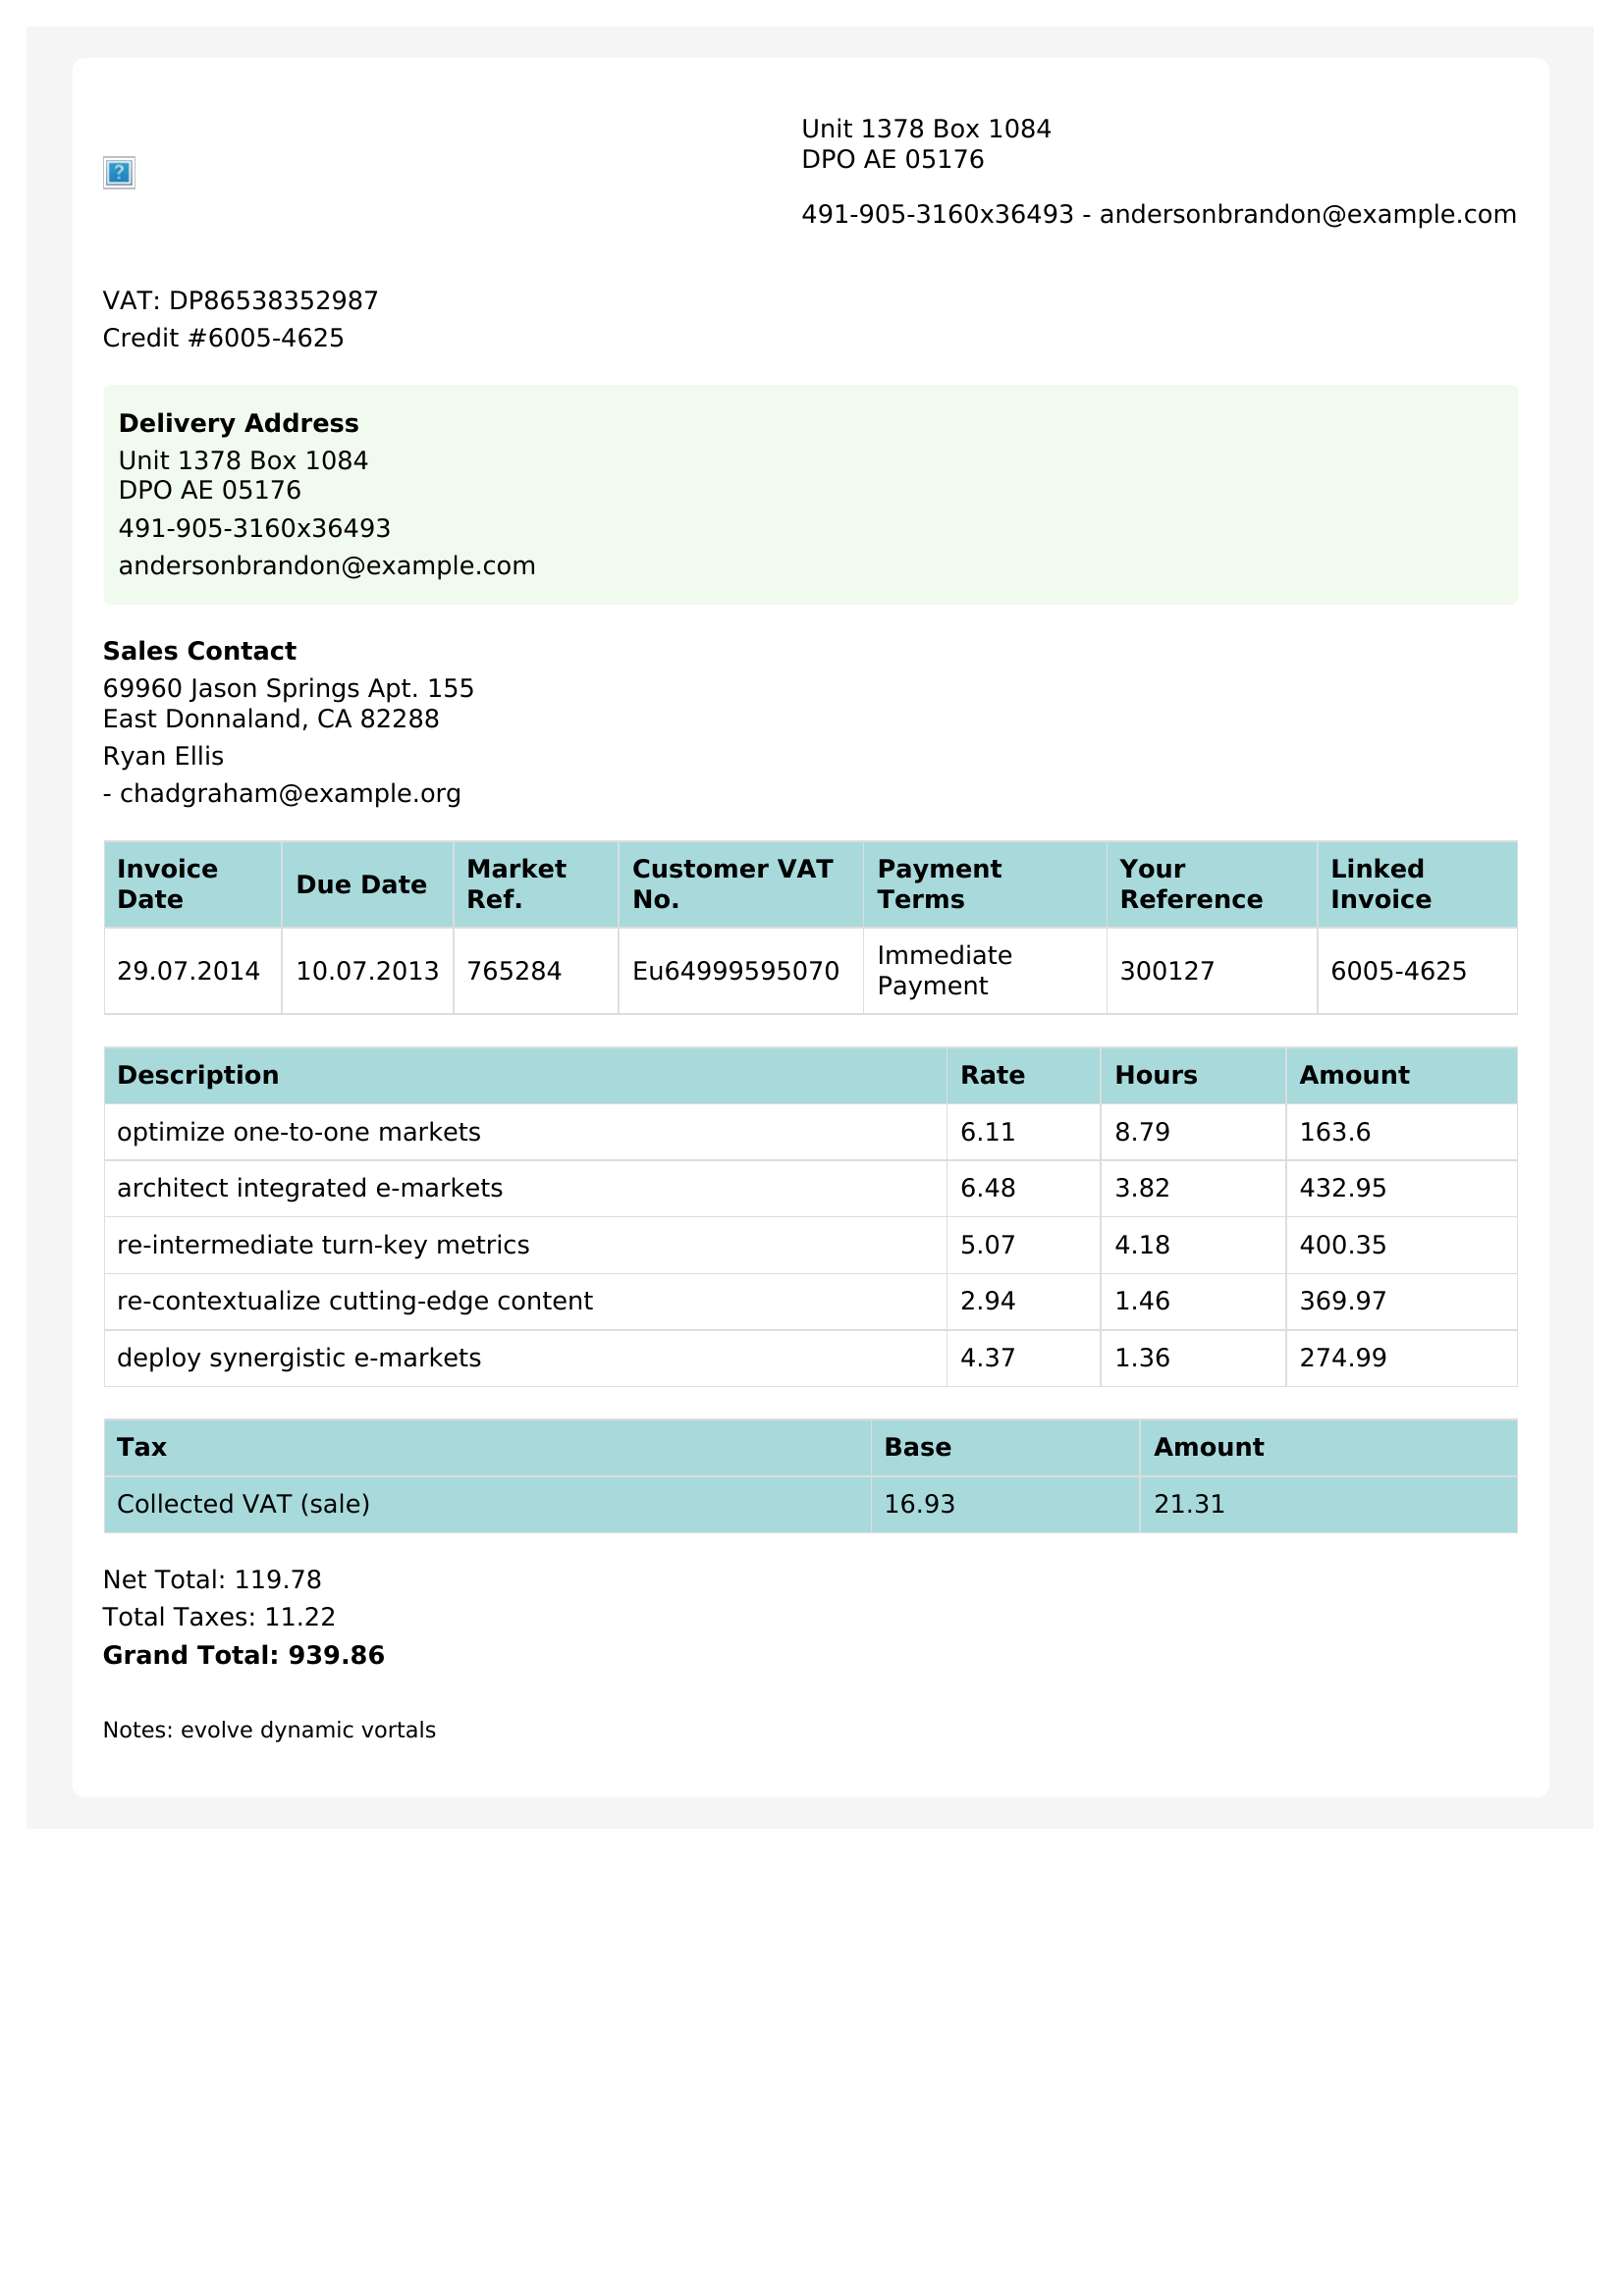 Unit 1378 Box 1084
DPO AE 05176
491-905-3160x36493 - andersonbrandon@example.com
VAT: DP86538352987
Credit #6005-4625
Delivery Address
Unit 1378 Box 1084
DPO AE 05176
491-905-3160x36493
andersonbrandon@example.com
Sales Contact
69960 Jason Springs Apt. 155
East Donnaland, CA 82288
Ryan Ellis
- chadgraham@example.org
Invoice Date Due Date Market Ref. Customer VAT No. Payment Terms Your Reference Linked Invoice
29.07.2014 10.07.2013 765284 Eu64999595070 Immediate Payment 300127 6005-4625
Description Rate Hours Amount
optimize one-to-one markets 6.11 8.79 163.6
architect integrated e-markets 6.48 3.82 432.95
re-intermediate turn-key metrics 5.07 4.18 400.35
re-contextualize cutting-edge content 2.94 1.46 369.97
deploy synergistic e-markets 4.37 1.36 274.99
Tax Base Amount
Collected VAT (sale) 16.93 21.31
Net Total: 119.78
Total Taxes: 11.22
Grand Total: 939.86
Notes: evolve dynamic vortals